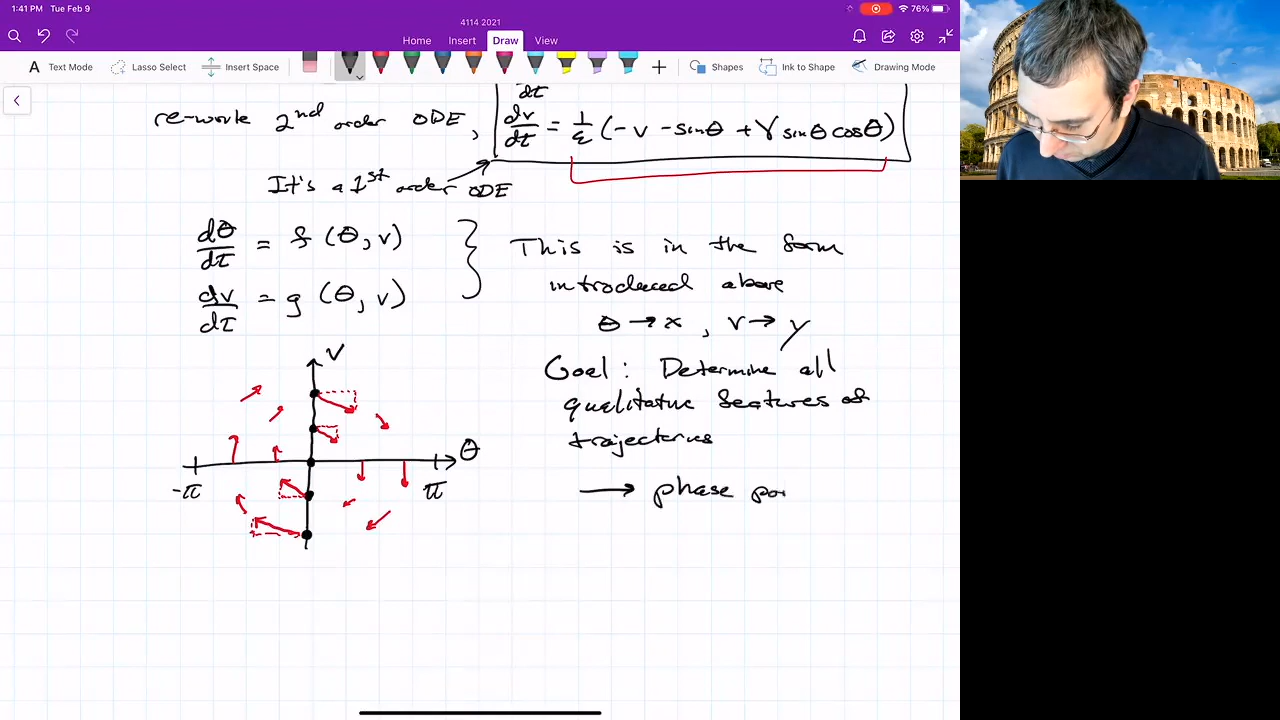 1:41 PM Tue Feb 9
76%
4114 2021
Home Insert Draw View
Text Mode Lasso Select Insert Space Shapes Ink to Shape Drawing Mode
dτ
re-work 2nd order ODE, dv/dτ = 1/ε (-v - sinθ + γ sinθ cosθ)
It's a 1st order ODE
dθ/dτ = f (θ, v)
dv/dτ = g (θ, v)
This is in the form
introduced above
θ → x , v → y
Goal: Determine all
qualitative features of
trajectories
→ phase por
v
θ
-π
π